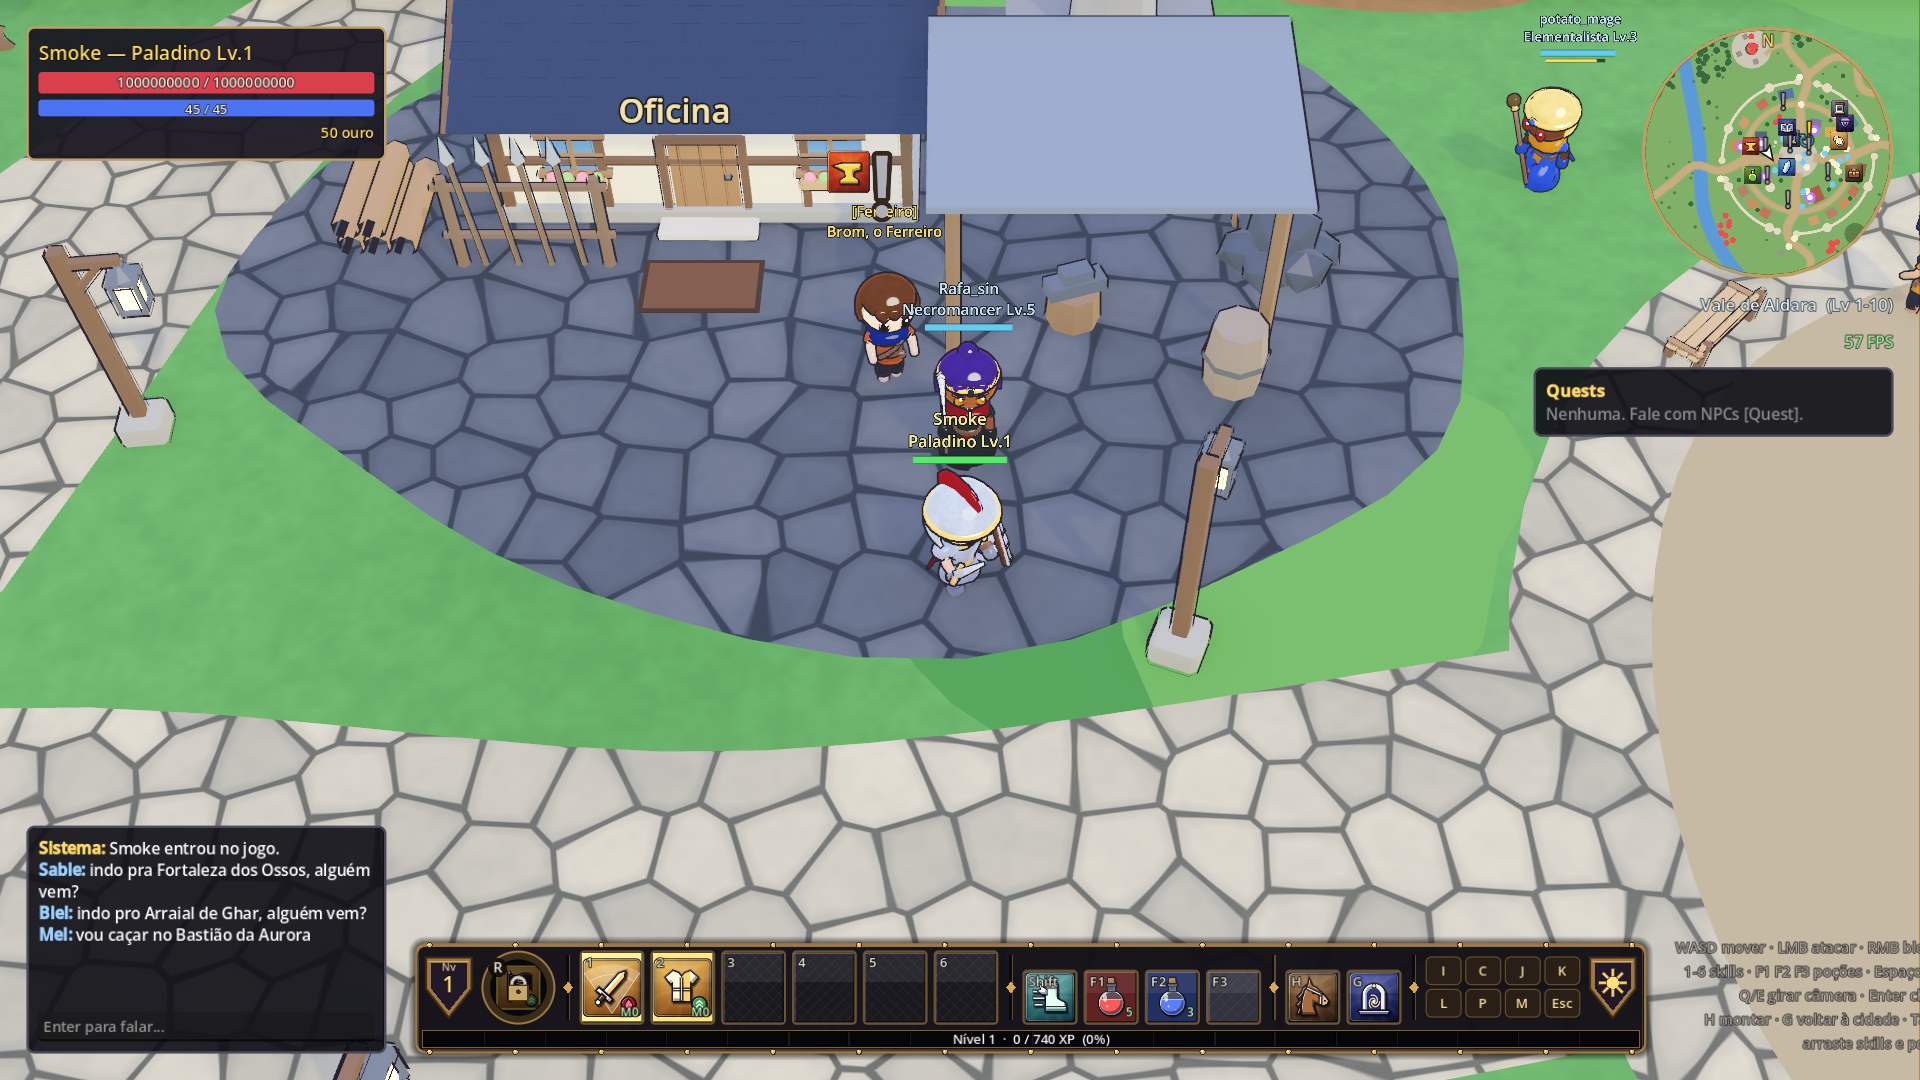 Smoke — Paladino Lv.1
1000000000 / 1000000000
45 / 45
50 ouro
Oficina
[Ferreiro]
Brom, o Ferreiro
Rafa_sin
Necromancer Lv.5
Smoke
Paladino Lv.1
potato_mage
Elementalista Lv.3
N
Vale de Aldara (Lv 1-10)
57 FPS
Quests
Nenhuma. Fale com NPCs [Quest].
Sistema: Smoke entrou no jogo.
Sable: indo pra Fortaleza dos Ossos, alguém
vem?
Biel: indo pro Arraial de Ghar, alguém vem?
Mel: vou caçar no Bastião da Aurora
Enter para falar...
Nv
1
R
1
M0
2
M0
3
4
5
6
Shift
F1
5
F2
3
F3
H
G
I
C
J
K
L
P
M
Esc
Nível 1 · 0 / 740 XP (0%)
WASD mover · LMB atacar · RMB
1-6 skills · F1 F2 F3 poções ·
Q/E girar câmera · Enter
H montar · G voltar à cidade ·
arraste skills e